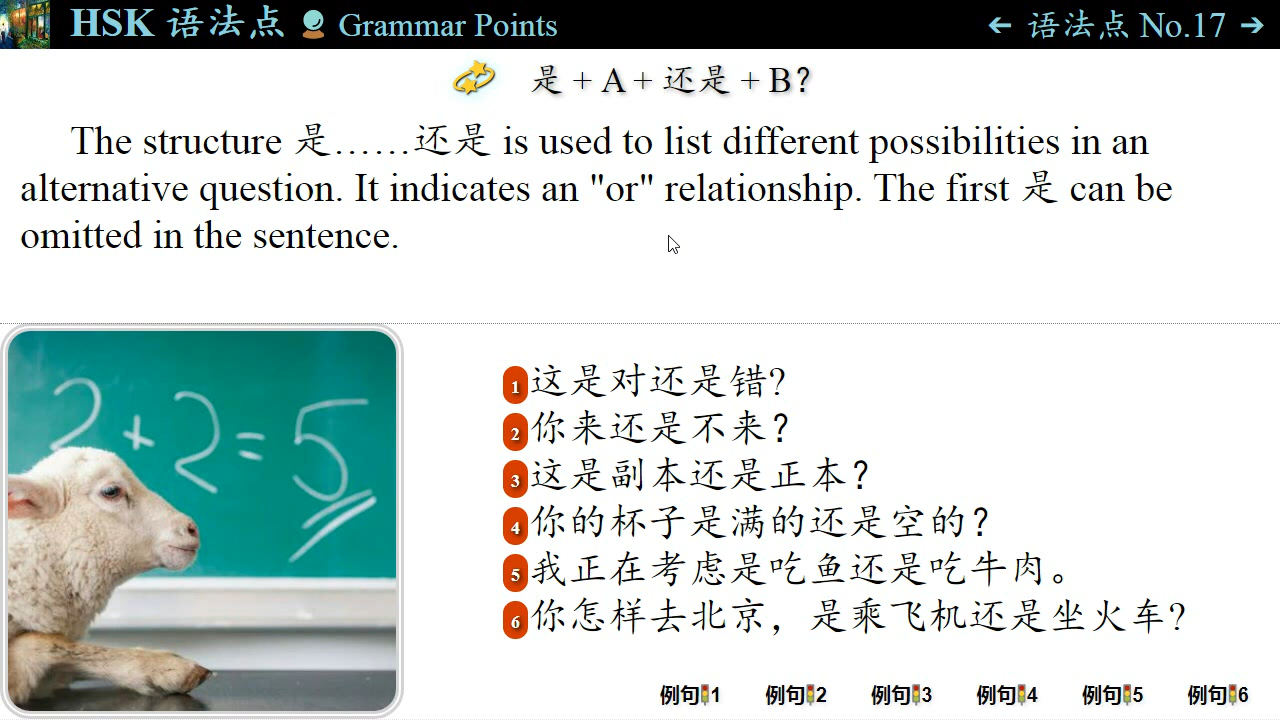 HSK 语法点 Grammar Points
← 语法点 No.17 →
是 + A + 还是 + B?
The structure 是……还是 is used to list different possibilities in an
alternative question. It indicates an "or" relationship. The first 是 can be
omitted in the sentence.
2+2=5
1 这是对还是错?
2 你来还是不来?
3 这是副本还是正本?
4 你的杯子是满的还是空的?
5 我正在考虑是吃鱼还是吃牛肉。
6 你怎样去北京，是乘飞机还是坐火车?
例句1 例句2 例句3 例句4 例句5 例句6